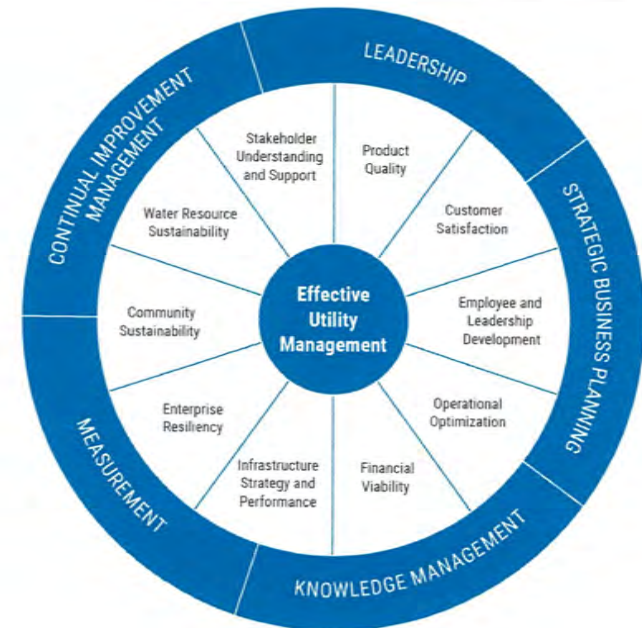 LEADERSHIP
STRATEGIC BUSINESS PLANNING
KNOWLEDGE MANAGEMENT
MEASUREMENT
CONTINUAL IMPROVEMENT
MANAGEMENT
Product
Quality
Customer
Satisfaction
Employee and
Leadership
Development
Operational
Optimization
Financial
Viability
Infrastructure
Strategy and
Performance
Enterprise
Resiliency
Community
Sustainability
Water Resource
Sustainability
Stakeholder
Understanding
and Support
Effective
Utility
Management